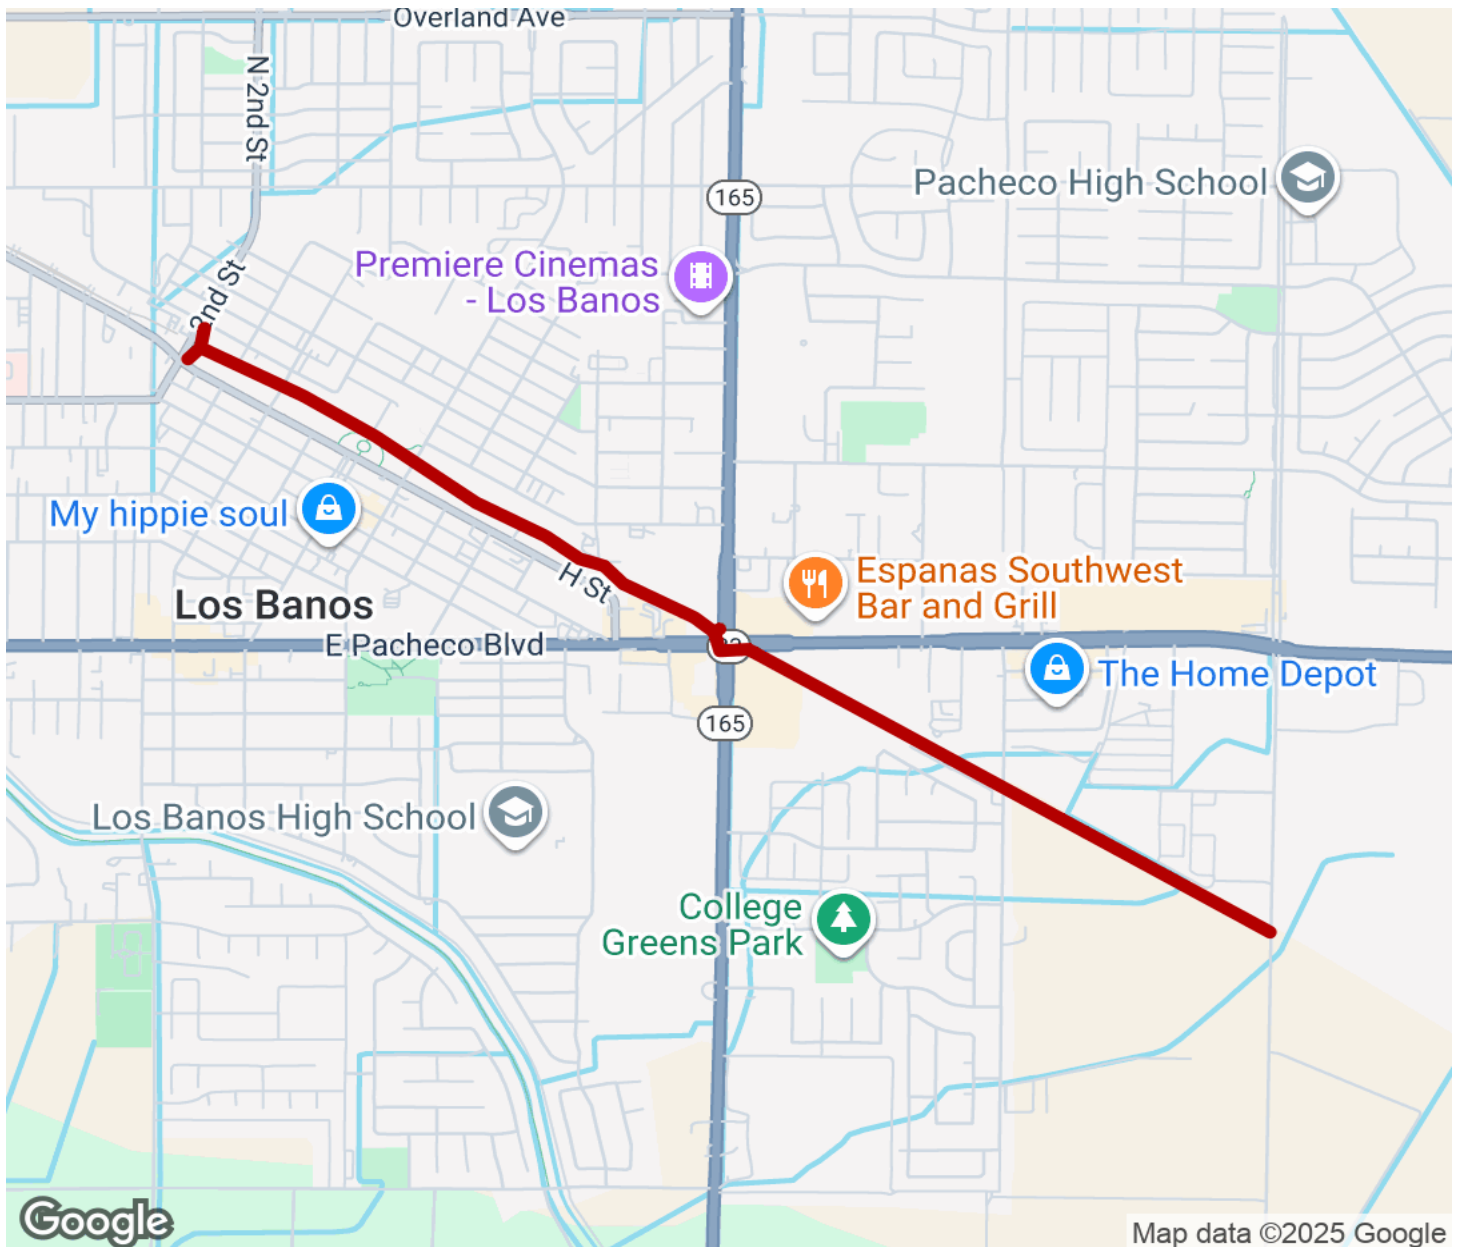 Overland Ave
N 2nd St
165
Pacheco High School
Premiere Cinemas
- Los Banos
2nd St
My hippie soul
H St
Espanas Southwest
Bar and Grill
Los Banos
E Pacheco Blvd
The Home Depot
165
Los Banos High School
College
Greens Park
Google
Map data ©2025 Google